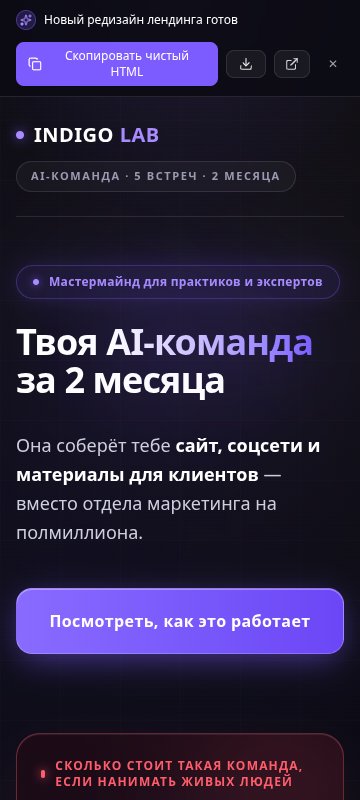 Новый редизайн лендинга готов
Скопировать чистый
HTML
INDIGO LAB
AI-КОМАНДА · 5 ВСТРЕЧ · 2 МЕСЯЦА
Мастермайнд для практиков и экспертов
Твоя AI-команда
за 2 месяца
Она соберёт тебе сайт, соцсети и
материалы для клиентов —
вместо отдела маркетинга на
полмиллиона.
Посмотреть, как это работает
СКОЛЬКО СТОИТ ТАКАЯ КОМАНДА,
ЕСЛИ НАНИМАТЬ ЖИВЫХ ЛЮДЕЙ